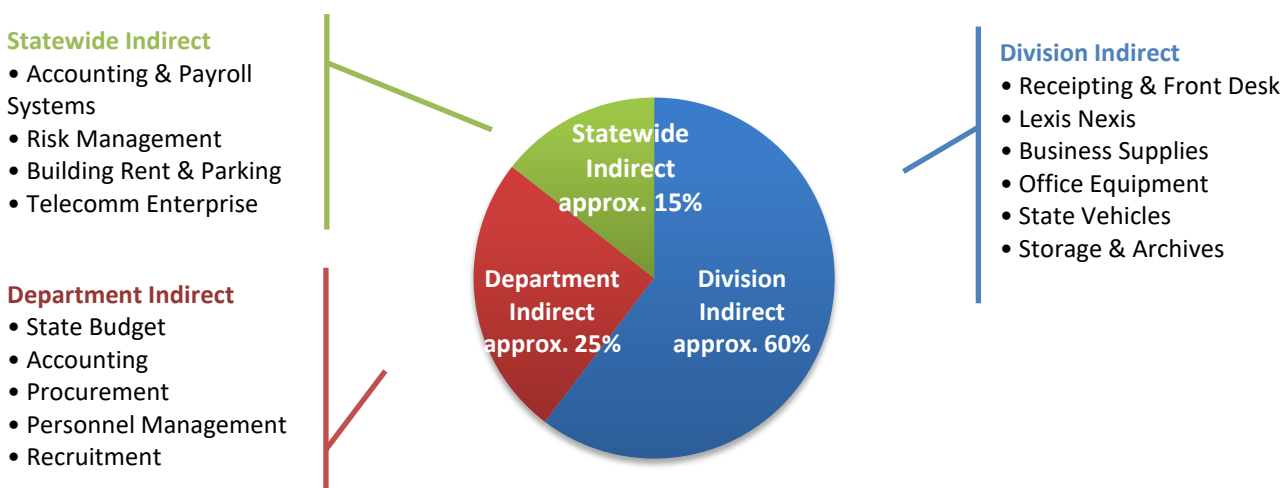 Statewide Indirect
• Accounting & Payroll
Systems
• Risk Management
• Building Rent & Parking
• Telecomm Enterprise
Department Indirect
• State Budget
• Accounting
• Procurement
• Personnel Management
• Recruitment
Statewide
Indirect
approx. 15%
Department
Indirect
approx. 25%
Division
Indirect
approx. 60%
Division Indirect
• Receipting & Front Desk
• Lexis Nexis
• Business Supplies
• Office Equipment
• State Vehicles
• Storage & Archives